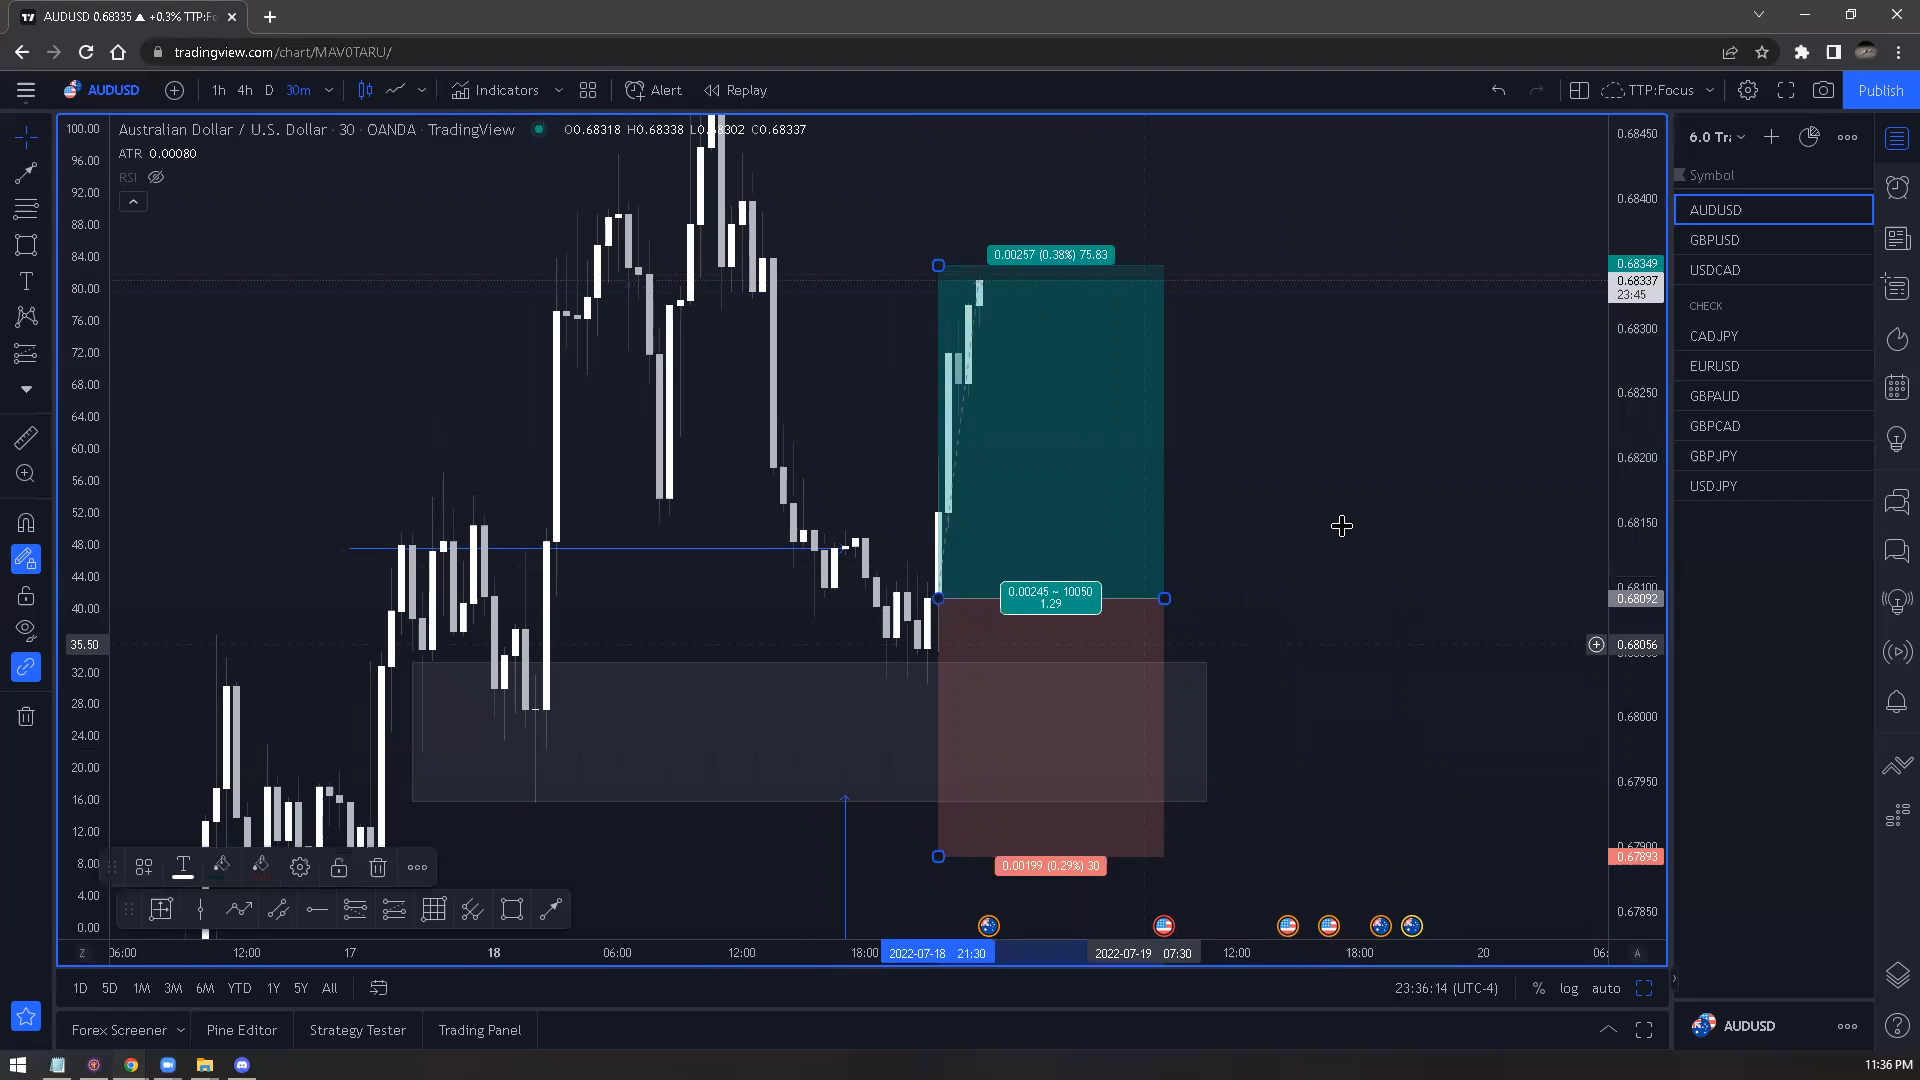 AUDUSD 0.68335 ▲ +0.3% TTP:Fo
tradingview.com/chart/MAV0TARU/
AUDUSD
1h 4h D 30m
Indicators
Alert
Replay
TTP:Focus
Publish
Australian Dollar / U.S. Dollar · 30 · OANDA · TradingView
O0.68318 H0.68338 L0.68302 C0.68337
ATR 0.00080
RSI
100.00
96.00
92.00
88.00
84.00
80.00
76.00
72.00
68.00
64.00
60.00
56.00
52.00
48.00
44.00
40.00
35.50
32.00
28.00
24.00
20.00
16.00
12.00
8.00
4.00
0.00
0.00257 (0.38%) 75.83
0.00245 ~ 10050
1.29
0.00199 (0.29%) 30
0.68450
0.68400
0.68349
0.68337
23:45
0.68300
0.68250
0.68200
0.68150
0.68100
0.68092
0.68056
0.68000
0.67950
0.67900
0.67893
0.67850
6.0 Tra
Symbol
AUDUSD
GBPUSD
USDCAD
CHECK
CADJPY
EURUSD
GBPAUD
GBPCAD
GBPJPY
USDJPY
Z 06:00 12:00 17 18 06:00 12:00 18:00 2022-07-18 21:30 2022-07-19 07:30 12:00 18:00 20 06: A
1D 5D 1M 3M 6M YTD 1Y 5Y All
23:36:14 (UTC-4) % log auto
Forex Screener
Pine Editor
Strategy Tester
Trading Panel
AUDUSD
11:36 PM